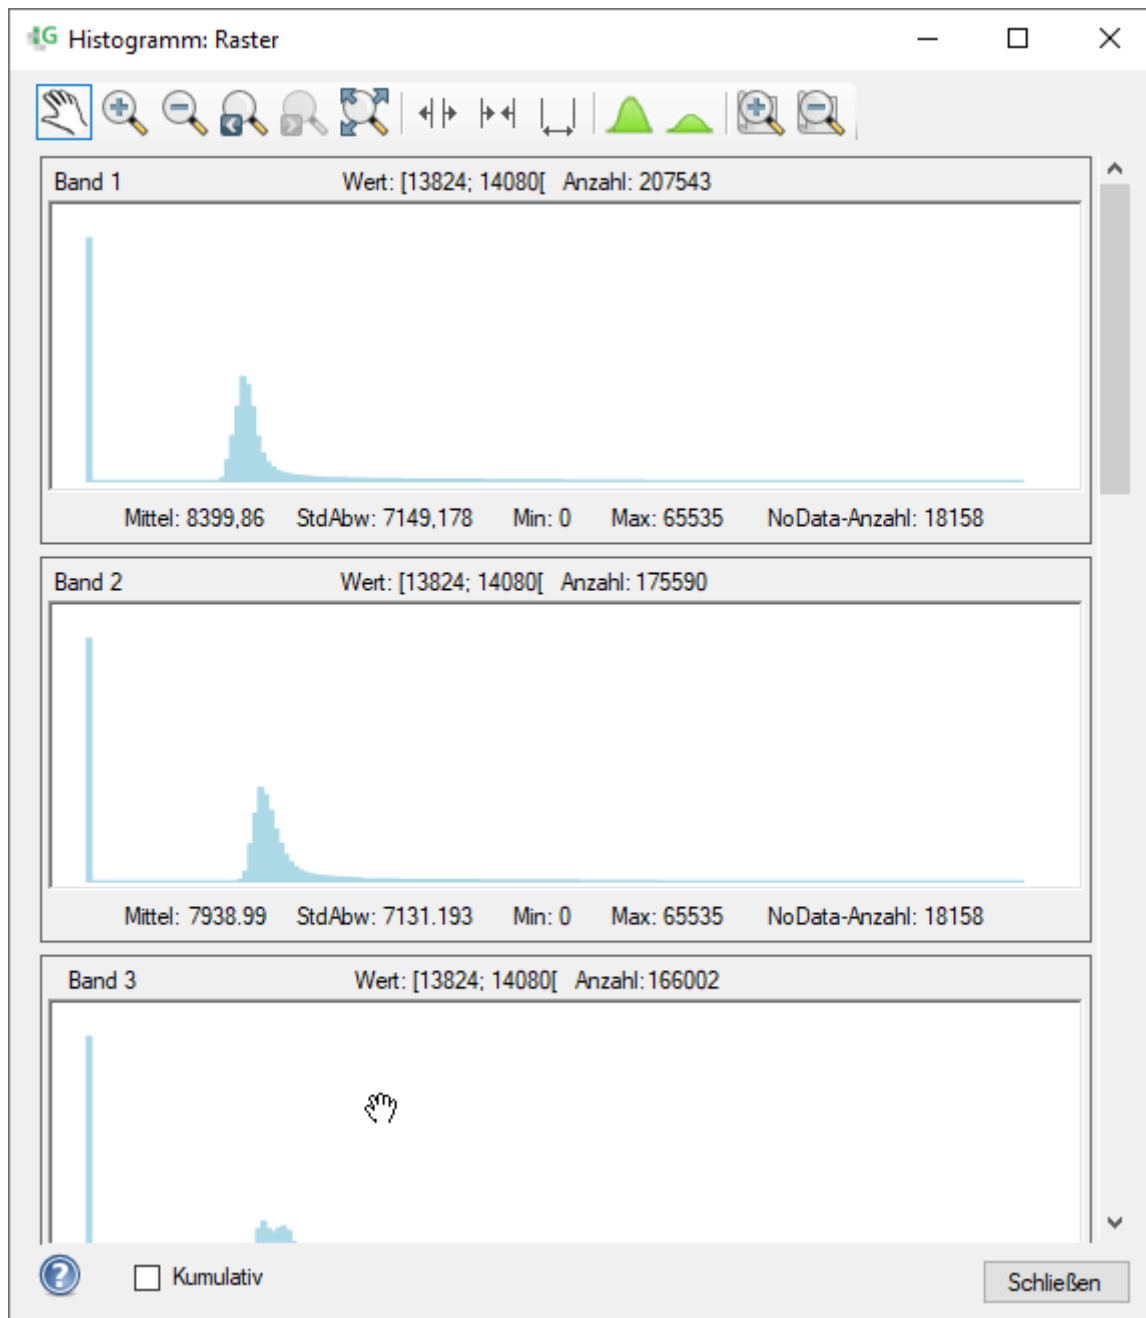 Histogramm: Raster
Band 1 Wert: [13824; 14080[ Anzahl: 207543
Mittel: 8399,86 StdAbw: 7149,178 Min: 0 Max: 65535 NoData-Anzahl: 18158
Band 2 Wert: [13824; 14080[ Anzahl: 175590
Mittel: 7938.99 StdAbw: 7131.193 Min: 0 Max: 65535 NoData-Anzahl: 18158
Band 3 Wert: [13824; 14080[ Anzahl: 166002
Kumulativ
Schließen